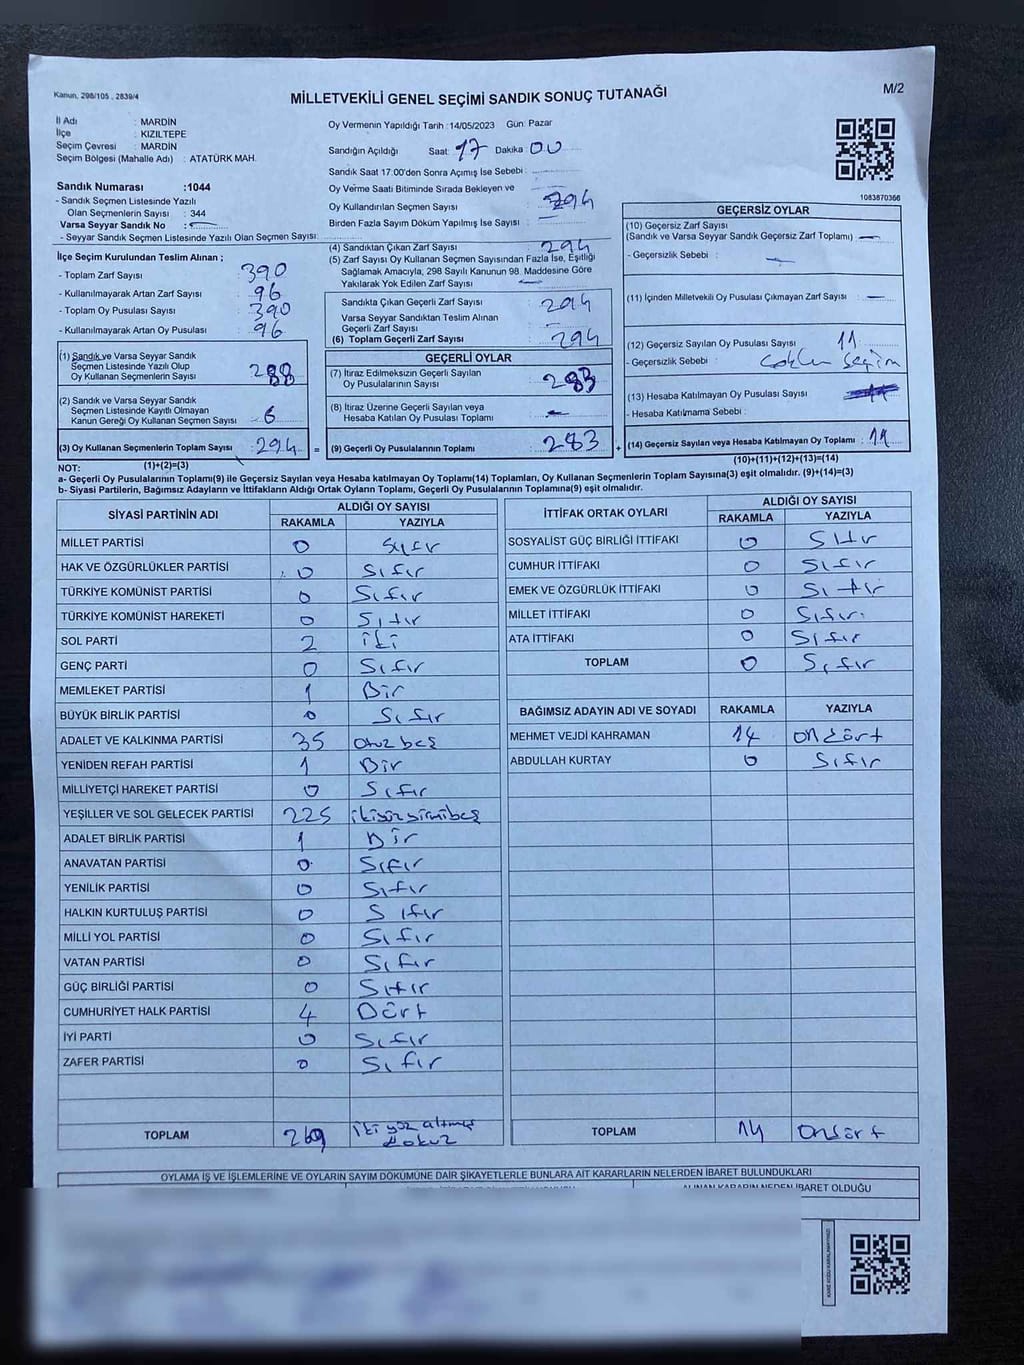 Kanun, 298/105 , 2839/4
M/2
MİLLETVEKİLİ GENEL SEÇİMİ SANDIK SONUÇ TUTANAĞI
İl Adı : MARDİN
İlçe : KIZILTEPE
Seçim Çevresi : MARDİN
Seçim Bölgesi (Mahalle Adı) : ATATÜRK MAH.
Sandık Numarası :1044
- Sandık Seçmen Listesinde Yazılı
Olan Seçmenlerin Sayısı : 344
Varsa Seyyar Sandık No :
- Seyyar Sandık Seçmen Listesinde Yazılı Olan Seçmen Sayısı:
Oy Vermenin Yapıldığı Tarih :14/05/2023 Gün: Pazar
Sandığın Açıldığı Saat: 17 Dakika 00
Sandık Saat 17:00'den Sonra Açımış İse Sebebi :
Oy Verme Saati Bitiminde Sırada Bekleyen ve
Oy Kullandırılan Seçmen Sayısı : 294
Birden Fazla Sayım Döküm Yapılmış İse Sayısı :
1083870366
İlçe Seçim Kurulundan Teslim Alınan ;
- Toplam Zarf Sayısı : 390
- Kullanılmayarak Artan Zarf Sayısı : 96
- Toplam Oy Pusulası Sayısı : 390
- Kullanılmayarak Artan Oy Pusulası : 96
(4) Sandıktan Çıkan Zarf Sayısı : 294
(5) Zarf Sayısı Oy Kullanan Seçmen Sayısından Fazla İse, Eşitliği
Sağlamak Amacıyla, 298 Sayılı Kanunun 98. Maddesine Göre
Yakılarak Yok Edilen Zarf Sayısı : —
Sandıkta Çıkan Geçerli Zarf Sayısı : 294
Varsa Seyyar Sandıktan Teslim Alınan
Geçerli Zarf Sayısı :
(6) Toplam Geçerli Zarf Sayısı : 294
GEÇERSİZ OYLAR
(10) Geçersiz Zarf Sayısı
(Sandık ve Varsa Seyyar Sandık Geçersiz Zarf Toplamı) : —
- Geçersizlik Sebebi : —
(11) İçinden Milletvekili Oy Pusulası Çıkmayan Zarf Sayısı : —
(12) Geçersiz Sayılan Oy Pusulası Sayısı : 11
- Geçersizlik Sebebi : çoklu seçim
(13) Hesaba Katılmayan Oy Pusulası Sayısı :
- Hesaba Katılmama Sebebi :
(14) Geçersiz Sayılan veya Hesaba Katılmayan Oy Toplamı : 11
(10)+(11)+(12)+(13)=(14)
(1) Sandık ve Varsa Seyyar Sandık
Seçmen Listesinde Yazılı Olup
Oy Kullanan Seçmenlerin Sayısı : 288
(2) Sandık ve Varsa Seyyar Sandık
Seçmen Listesinde Kayıtlı Olmayan
Kanun Gereği Oy Kullanan Seçmen Sayısı : 6
(3) Oy Kullanan Seçmenlerin Toplam Sayısı : 294 =
(1)+(2)=(3)
GEÇERLİ OYLAR
(7) İtiraz Edilmeksizin Geçerli Sayılan
Oy Pusulalarının Sayısı : 283
(8) İtiraz Üzerine Geçerli Sayılan veya
Hesaba Katılan Oy Pusulası Toplamı : —
(9) Geçerli Oy Pusulalarının Toplamı : 283 +
NOT:
a- Geçerli Oy Pusulalarının Toplamı(9) ile Geçersiz Sayılan veya Hesaba katılmayan Oy Toplamı(14) Toplamları, Oy Kullanan Seçmenlerin Toplam Sayısına(3) eşit olmalıdır. (9)+(14)=(3)
b- Siyasi Partilerin, Bağımsız Adayların ve İttifakların Aldığı Ortak Oyların Toplamı, Geçerli Oy Pusulalarının Toplamına(9) eşit olmalıdır.
SİYASİ PARTİNİN ADI ALDIĞI OY SAYISI
RAKAMLA YAZIYLA
MİLLET PARTİSİ 0 Sıfır
HAK VE ÖZGÜRLÜKLER PARTİSİ 0 Sıfır
TÜRKİYE KOMÜNİST PARTİSİ 0 Sıfır
TÜRKİYE KOMÜNİST HAREKETİ 0 Sıfır
SOL PARTİ 2 iki
GENÇ PARTİ 0 Sıfır
MEMLEKET PARTİSİ 1 Bir
BÜYÜK BİRLİK PARTİSİ 0 Sıfır
ADALET VE KALKINMA PARTİSİ 35 otuz beş
YENİDEN REFAH PARTİSİ 1 Bir
MİLLİYETÇİ HAREKET PARTİSİ 0 Sıfır
YEŞİLLER VE SOL GELECEK PARTİSİ 225 ikiyüzyirmibeş
ADALET BİRLİK PARTİSİ 1 Bir
ANAVATAN PARTİSİ 0 Sıfır
YENİLİK PARTİSİ 0 Sıfır
HALKIN KURTULUŞ PARTİSİ 0 Sıfır
MİLLİ YOL PARTİSİ 0 Sıfır
VATAN PARTİSİ 0 Sıfır
GÜÇ BİRLİĞİ PARTİSİ 0 Sıfır
CUMHURİYET HALK PARTİSİ 4 Dört
İYİ PARTİ 0 Sıfır
ZAFER PARTİSİ 0 Sıfır
TOPLAM 269 iki yüz altmış
dokuz
İTTİFAK ORTAK OYLARI ALDIĞI OY SAYISI
RAKAMLA YAZIYLA
SOSYALİST GÜÇ BİRLİĞİ İTTİFAKI 0 Sıfır
CUMHUR İTTİFAKI 0 Sıfır
EMEK VE ÖZGÜRLÜK İTTİFAKI 0 Sıfır
MİLLET İTTİFAKI 0 Sıfır
ATA İTTİFAKI 0 Sıfır
TOPLAM 0 Sıfır
BAĞIMSIZ ADAYIN ADI VE SOYADI RAKAMLA YAZIYLA
MEHMET VEJDİ KAHRAMAN 14 on dört
ABDULLAH KURTAY 0 Sıfır
TOPLAM 14 Ondört
OYLAMA İŞ VE İŞLEMLERİNE VE OYLARIN SAYIM DÖKÜMÜNE DAİR ŞİKAYETLERLE BUNLARA AİT KARARLARIN NELERDEN İBARET BULUNDUKLARI
ALINAN KARARIN NEDEN İBARET OLDUĞU